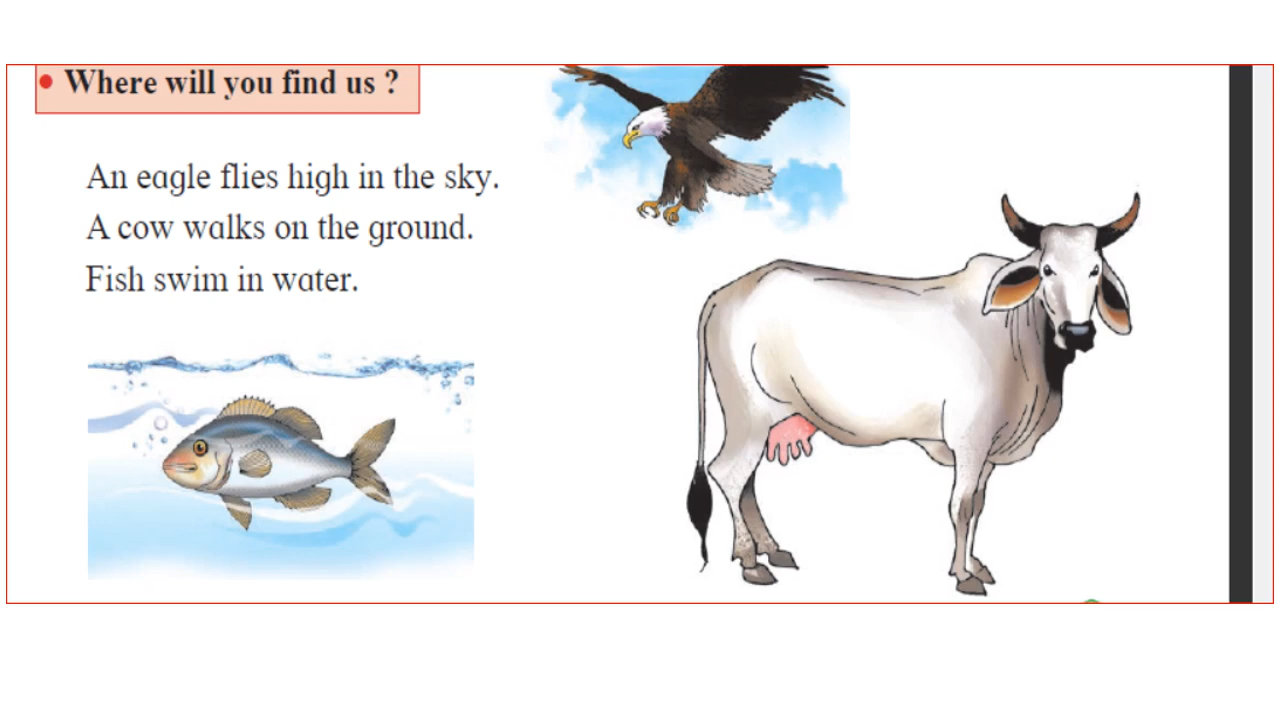 • Where will you find us ?
An eagle flies high in the sky.
A cow walks on the ground.
Fish swim in water.